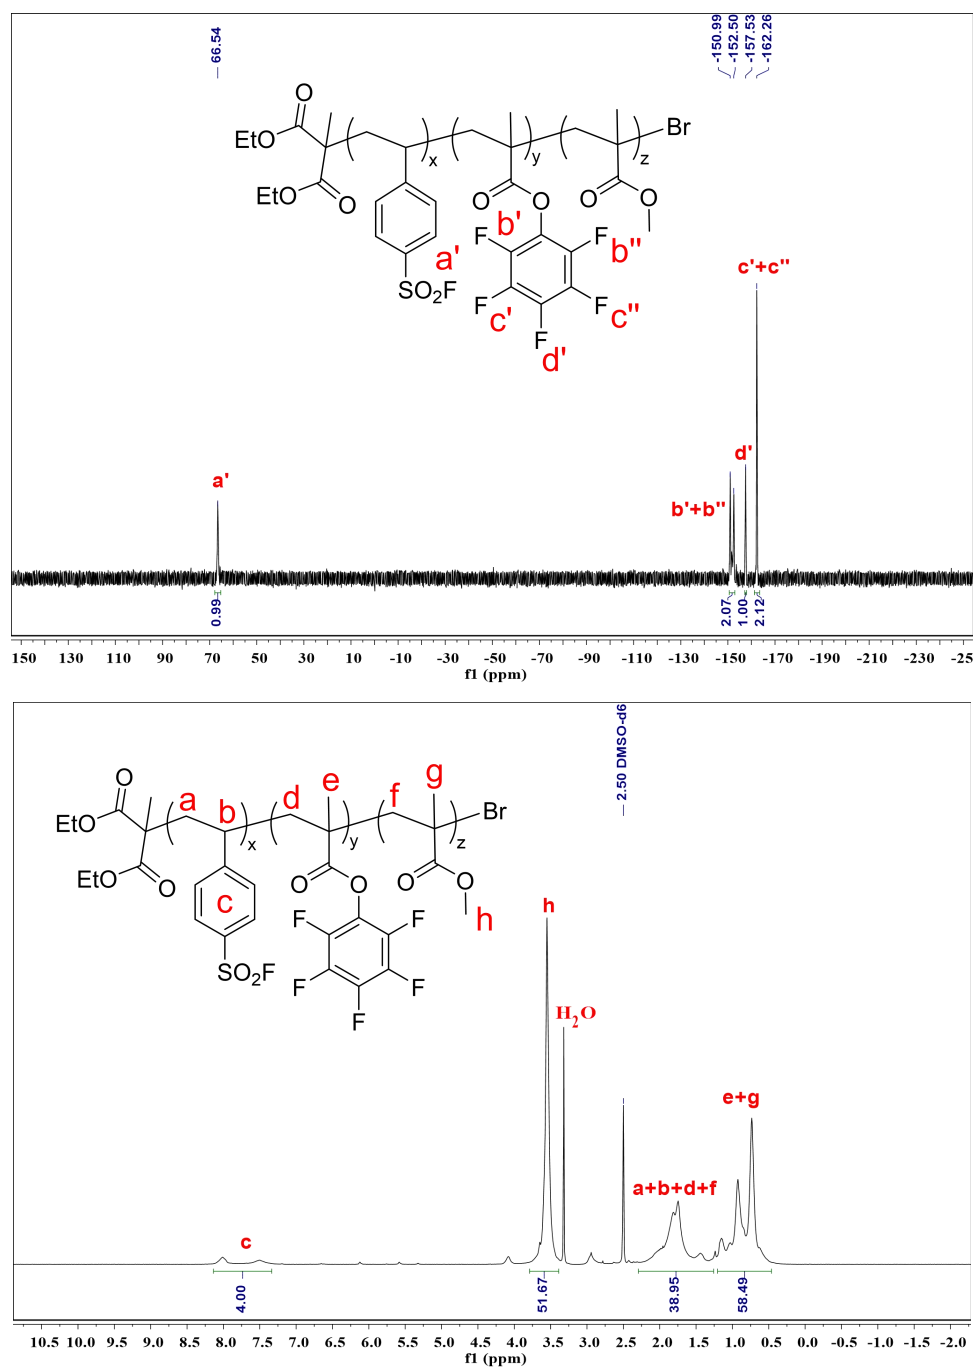 66.54
-150.99
-152.50
-157.53
-162.26
O
EtO
EtO
O
x
y
z
Br
O
O
O
O
b'
F
F
b''
a'
SO2F
F
F
c'
c''
F
d'
c'+c''
a'
d'
b'+b''
0.99
2.07
1.00
2.12
150 130 110 90 70 50 30 10 -10 -30 -50 -70 -90 -110 -130 -150 -170 -190 -210 -230 -25
f1 (ppm)
2.50 DMSO-d6
O
a
b
d
e
f
g
EtO
EtO
O
x
y
z
Br
O
O
O
O
c
h
F
F
SO2F
F
F
F
h
H2O
e+g
a+b+d+f
c
4.00
51.67
38.95
58.49
10.5 10.0 9.5 9.0 8.5 8.0 7.5 7.0 6.5 6.0 5.5 5.0 4.5 4.0 3.5 3.0 2.5 2.0 1.5 1.0 0.5 0.0 -0.5 -1.0 -1.5 -2.0
f1 (ppm)